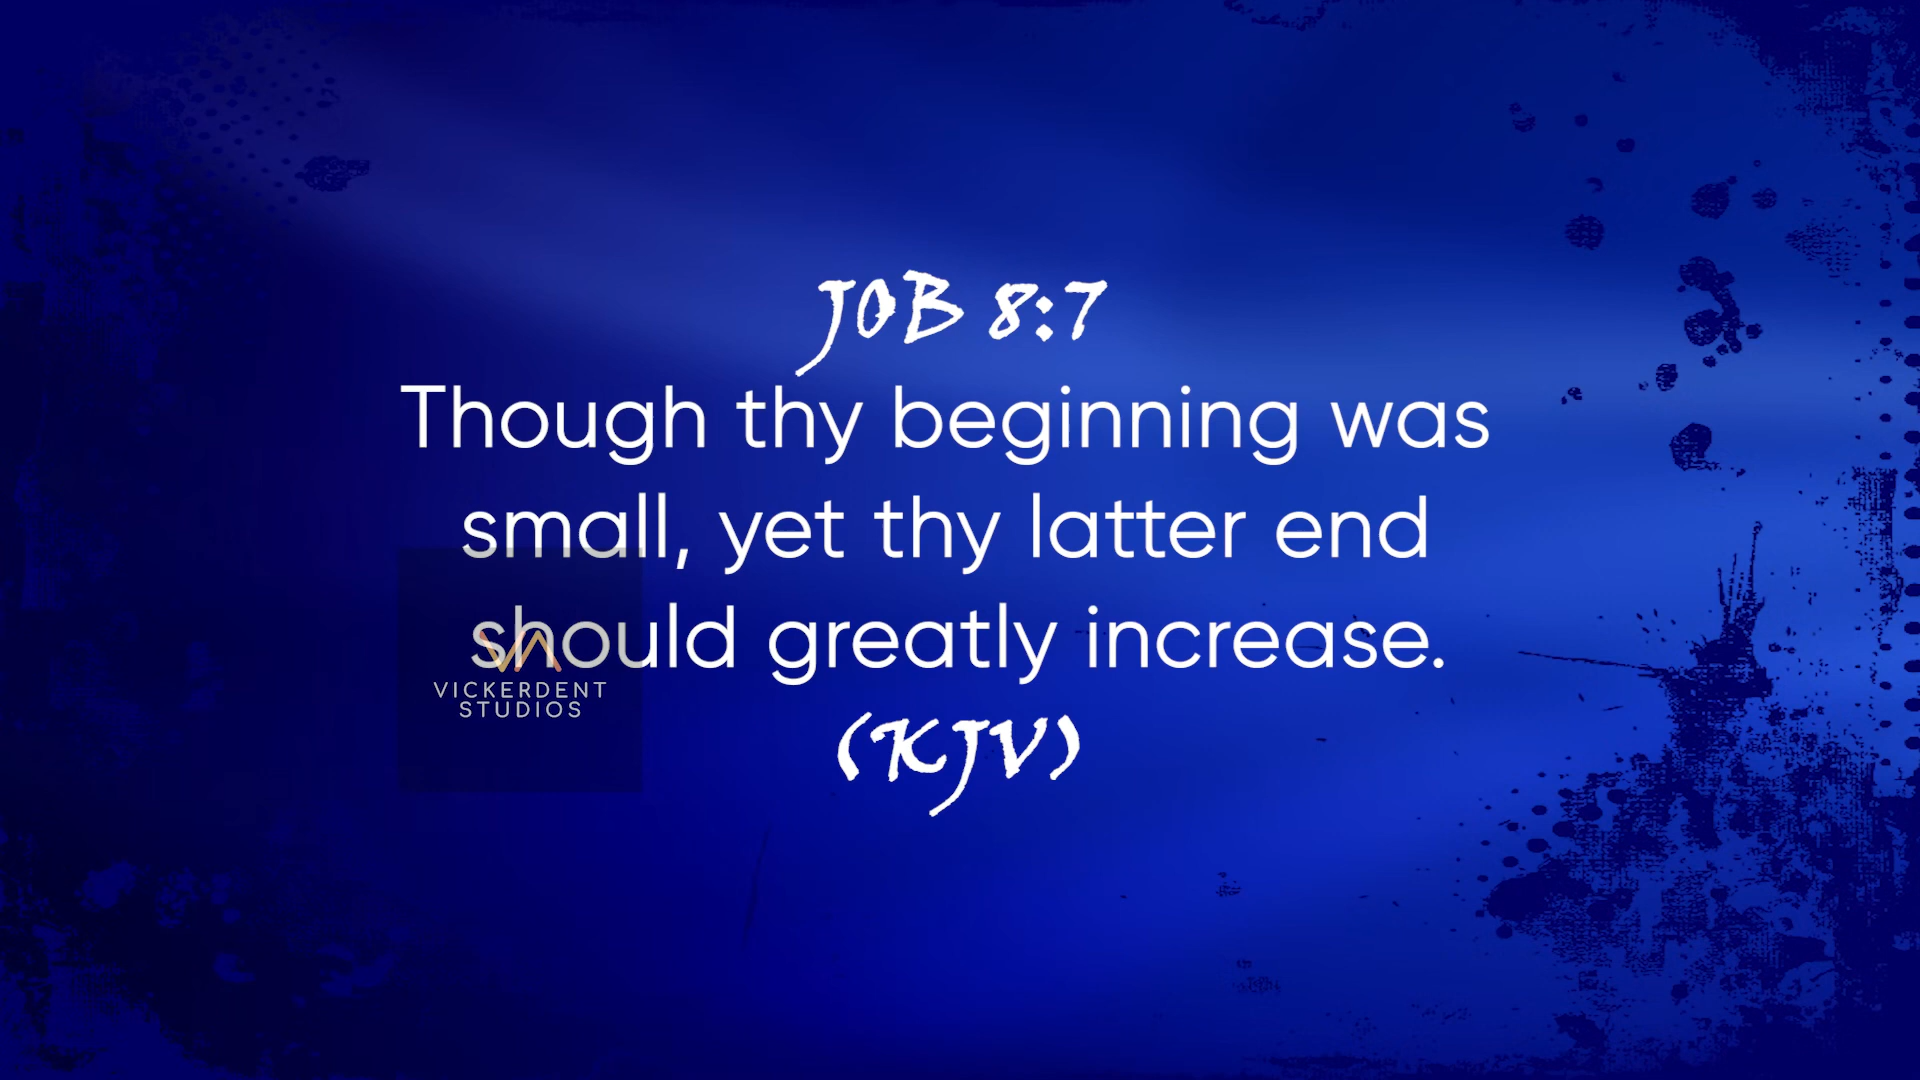 JOB 8:7
Though thy beginning was
small, yet thy latter end
should greatly increase.
VICKERDENT
STUDIOS
(KJV)